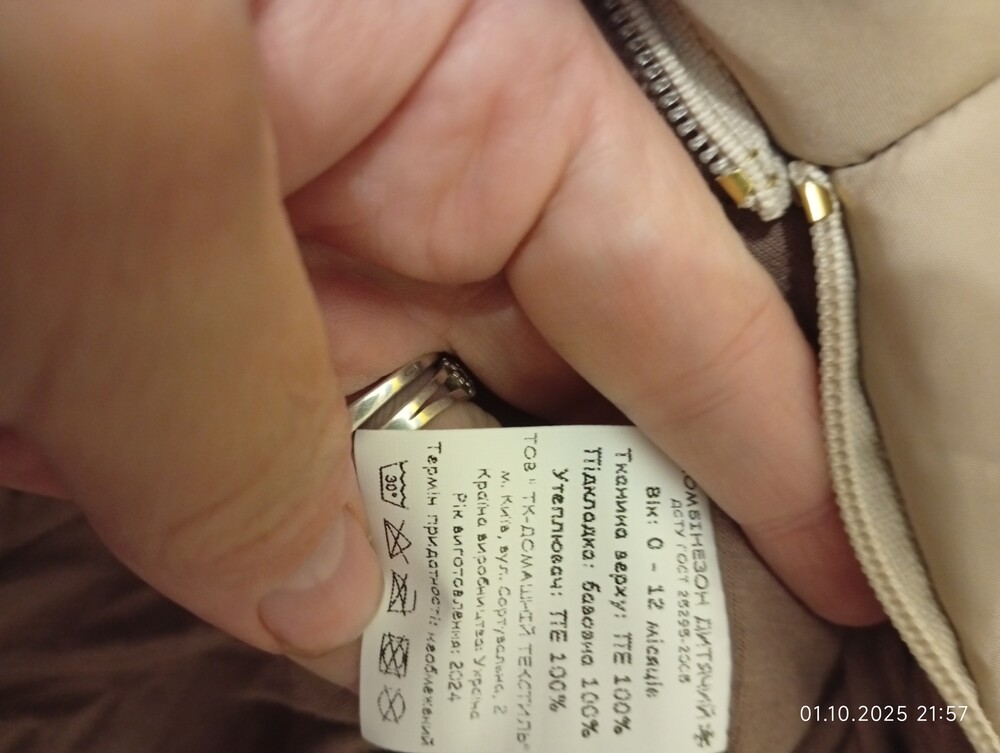 КОМБІНЕЗОН ДИТЯЧИЙ *
ДСТУ ГОСТ 25295:2008
Вік: 0 - 12 місяців
Тканина верху: ПЕ 100%
Підкладка: бавовна 100%
Утеплювач: ПЕ 100%
ТОВ "ТК-ДОМАШНІЙ ТЕКСТИЛЬ"
м. Київ, вул. Сортувальна, 2
Країна виробництва: Україна
Рік виготовлення: 2024
Термін придатності: необмежений
30°
01.10.2025 21:57